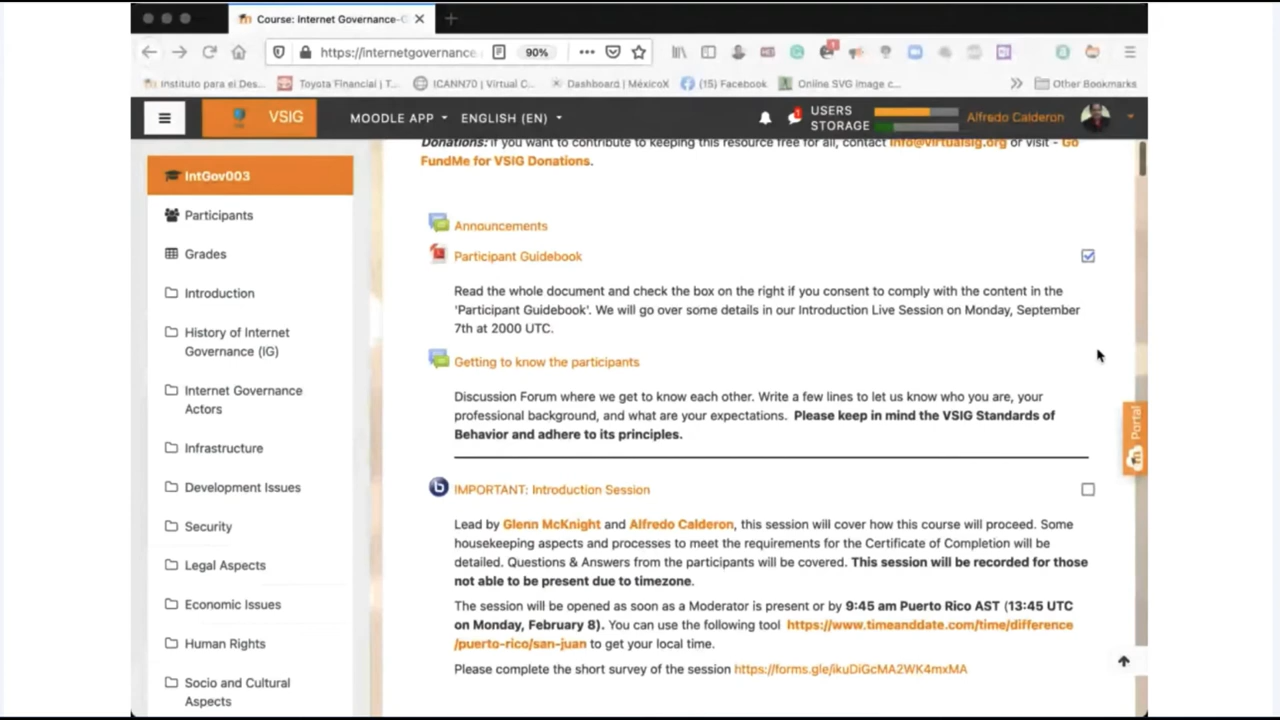 Course: Internet Governance-G
https://internetgovernance.
90%
Instituto para el Des…
Toyota Financial | T…
ICANN70 | Virtual C…
Dashboard | MéxicoX
(15) Facebook
Online SVG image c…
Other Bookmarks
VSIG
MOODLE APP
ENGLISH (EN)
USERS
STORAGE
Alfredo Calderon
IntGov003
Participants
Grades
Introduction
History of Internet
Governance (IG)
Internet Governance
Actors
Infrastructure
Development Issues
Security
Legal Aspects
Economic Issues
Human Rights
Socio and Cultural
Aspects
Donations: if you want to contribute to keeping this resource free for all, contact info@virtualsig.org or visit - Go
FundMe for VSIG Donations.
Announcements
Participant Guidebook
Read the whole document and check the box on the right if you consent to comply with the content in the
'Participant Guidebook'. We will go over some details in our Introduction Live Session on Monday, September
7th at 2000 UTC.
Getting to know the participants
Discussion Forum where we get to know each other. Write a few lines to let us know who you are, your
professional background, and what are your expectations. Please keep in mind the VSIG Standards of
Behavior and adhere to its principles.
IMPORTANT: Introduction Session
Lead by Glenn McKnight and Alfredo Calderon, this session will cover how this course will proceed. Some
housekeeping aspects and processes to meet the requirements for the Certificate of Completion will be
detailed. Questions & Answers from the participants will be covered. This session will be recorded for those
not able to be present due to timezone.
The session will be opened as soon as a Moderator is present or by 9:45 am Puerto Rico AST (13:45 UTC
on Monday, February 8). You can use the following tool https://www.timeanddate.com/time/difference
/puerto-rico/san-juan to get your local time.
Please complete the short survey of the session https://forms.gle/ikuDiGcMA2WK4mxMA
Portal